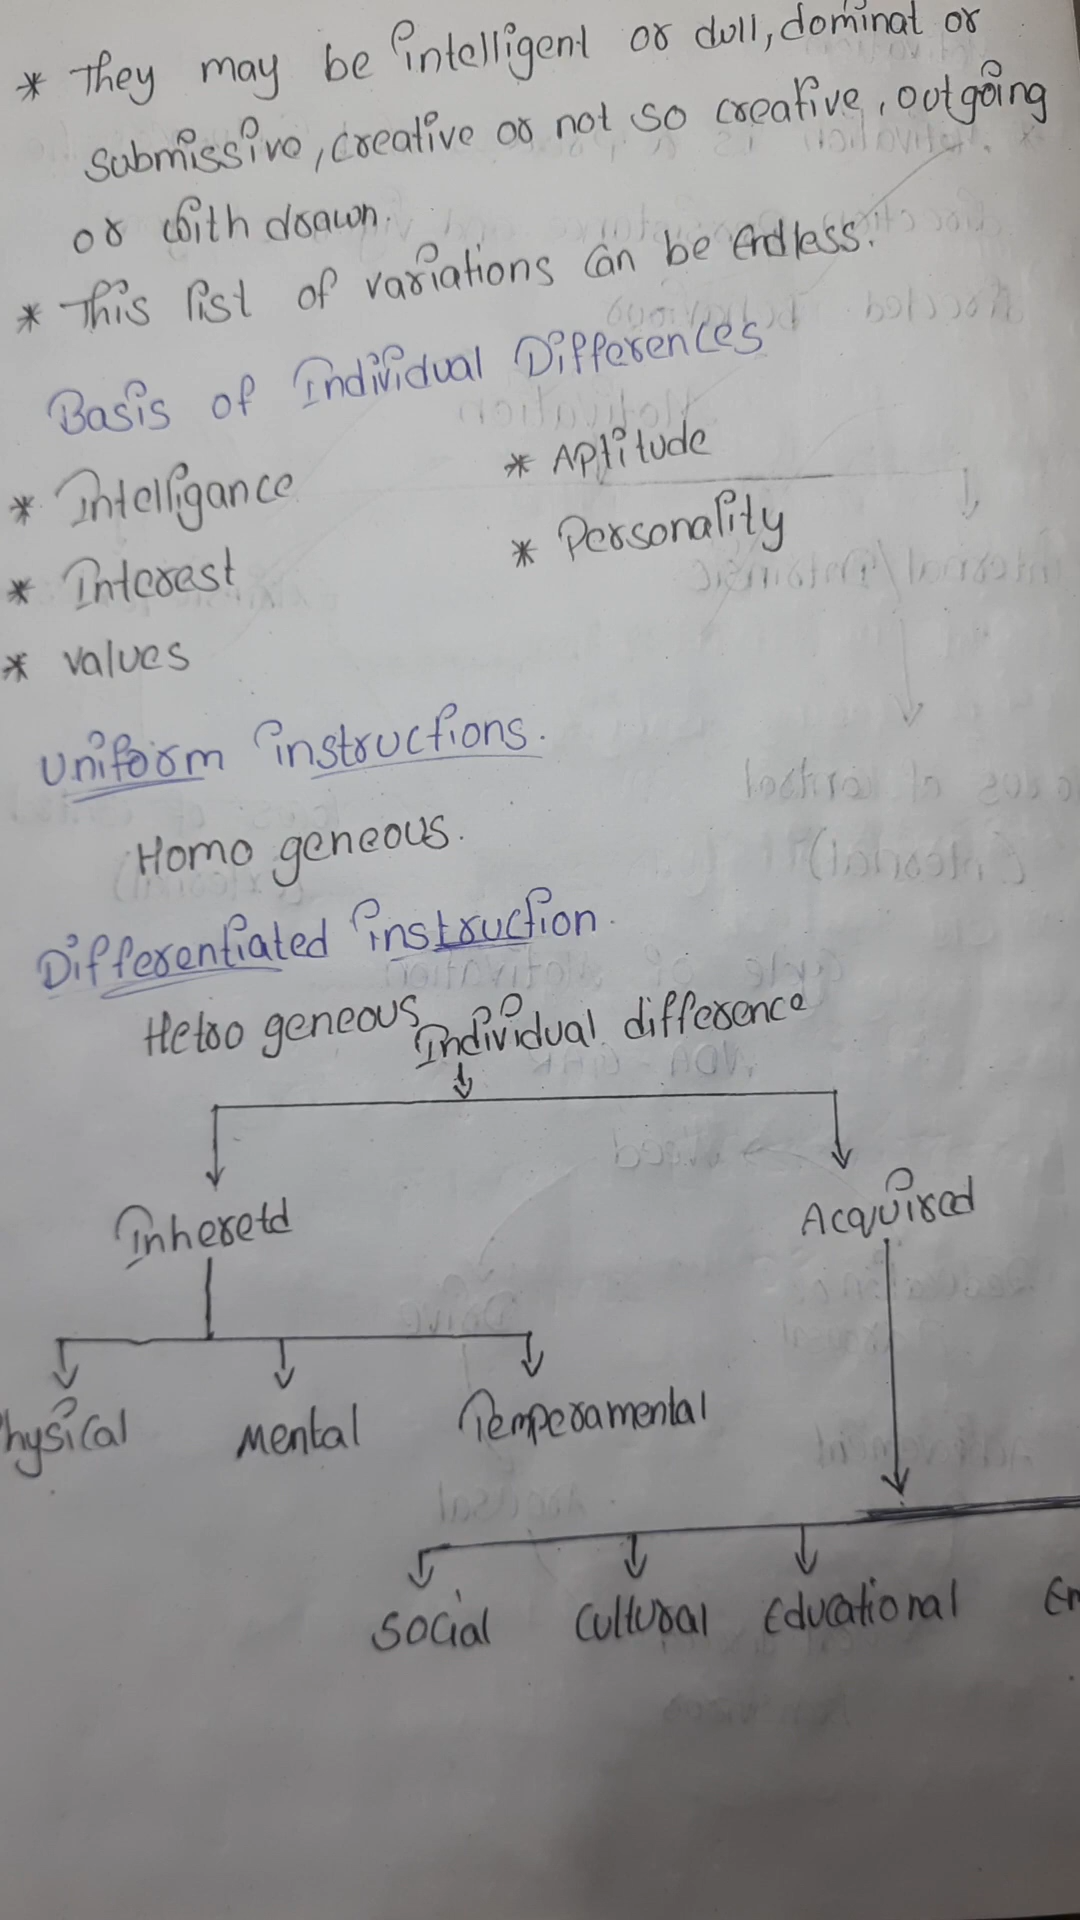 * They may be intelligent or dull, dominat or
submissive, creative or not so creative, outgoing
or with drawn.
* This list of variations can be Endless.
Basis of Individual Differences
* Intelligance
* Aptitude
* Interest
* Personality
* values
Uniform instructions.
Homo geneous.
Differentiated instruction.
Hetro geneous
Individual difference
Inheretd
Acquired
Physical Mental Temperamental
Social Cultural Educational